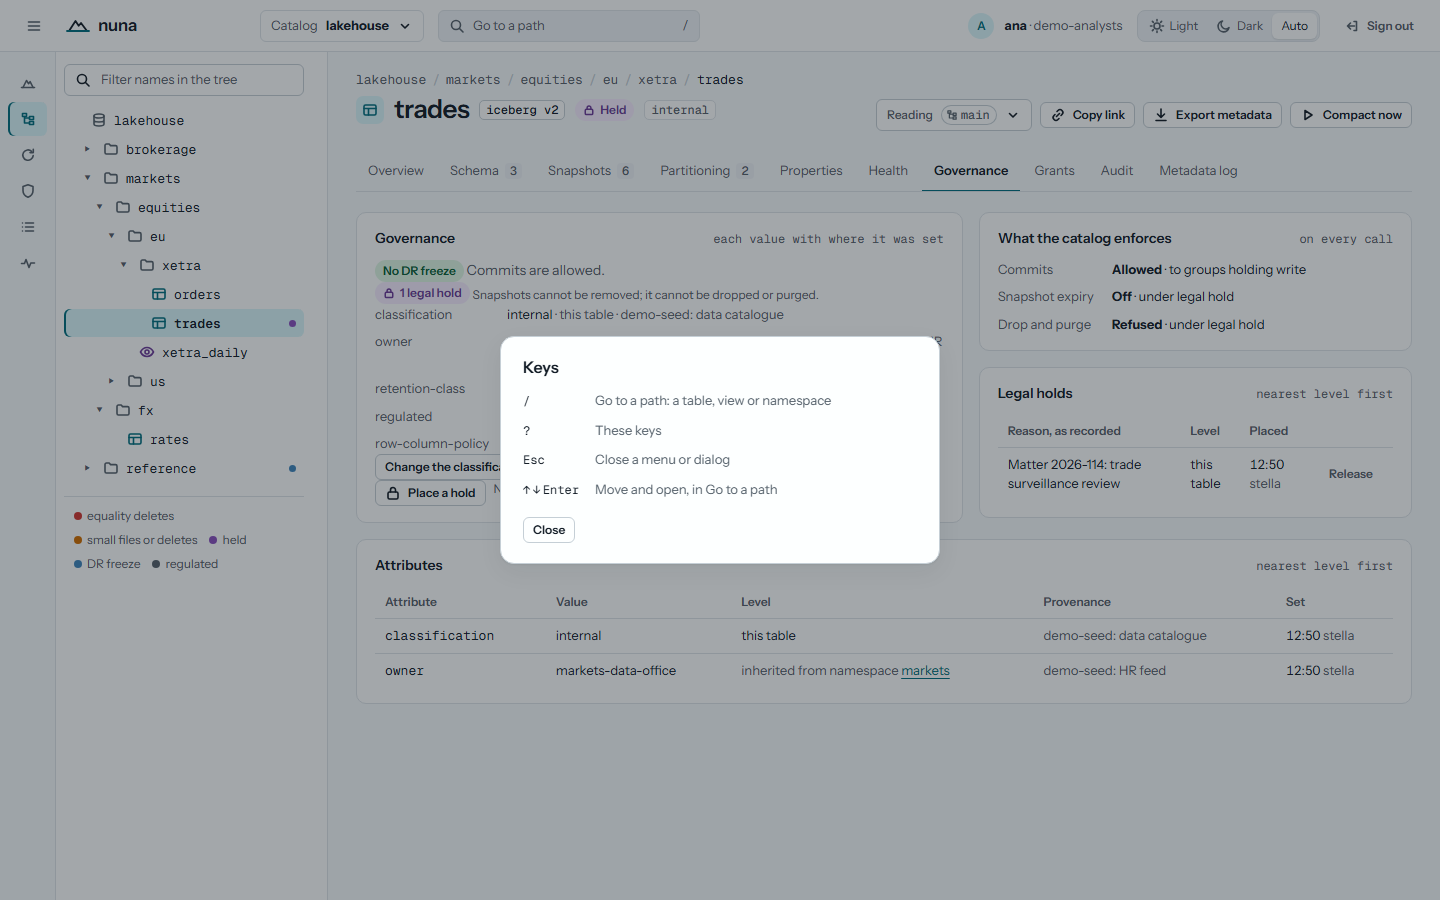 nuna
Catalog lakehouse
Go to a path /
A ana · demo-analysts
Light Dark Auto
Sign out
Filter names in the tree
lakehouse
brokerage
markets
equities
eu
xetra
orders
trades
xetra_daily
us
fx
rates
reference
equality deletes
small files or deletes held
DR freeze regulated
lakehouse / markets / equities / eu / xetra / trades
trades iceberg v2 Held internal
Reading main Copy link Export metadata Compact now
Overview Schema 3 Snapshots 6 Partitioning 2 Properties Health Governance Grants Audit Metadata log
Governance each value with where it was set
No DR freeze Commits are allowed.
1 legal hold Snapshots cannot be removed; it cannot be dropped or purged.
classification internal · this table · demo-seed: data catalogue
owner
retention-class
regulated
row-column-policy
Change the classifica
Place a hold
What the catalog enforces on every call
Commits Allowed · to groups holding write
Snapshot expiry Off · under legal hold
Drop and purge Refused · under legal hold
Legal holds nearest level first
Reason, as recorded Level Placed
Matter 2026-114: trade this 12:50
surveillance review table stella
Release
Keys
/ Go to a path: a table, view or namespace
? These keys
Esc Close a menu or dialog
↑↓Enter Move and open, in Go to a path
Close
Attributes nearest level first
Attribute Value Level Provenance Set
classification internal this table demo-seed: data catalogue 12:50 stella
owner markets-data-office inherited from namespace markets demo-seed: HR feed 12:50 stella